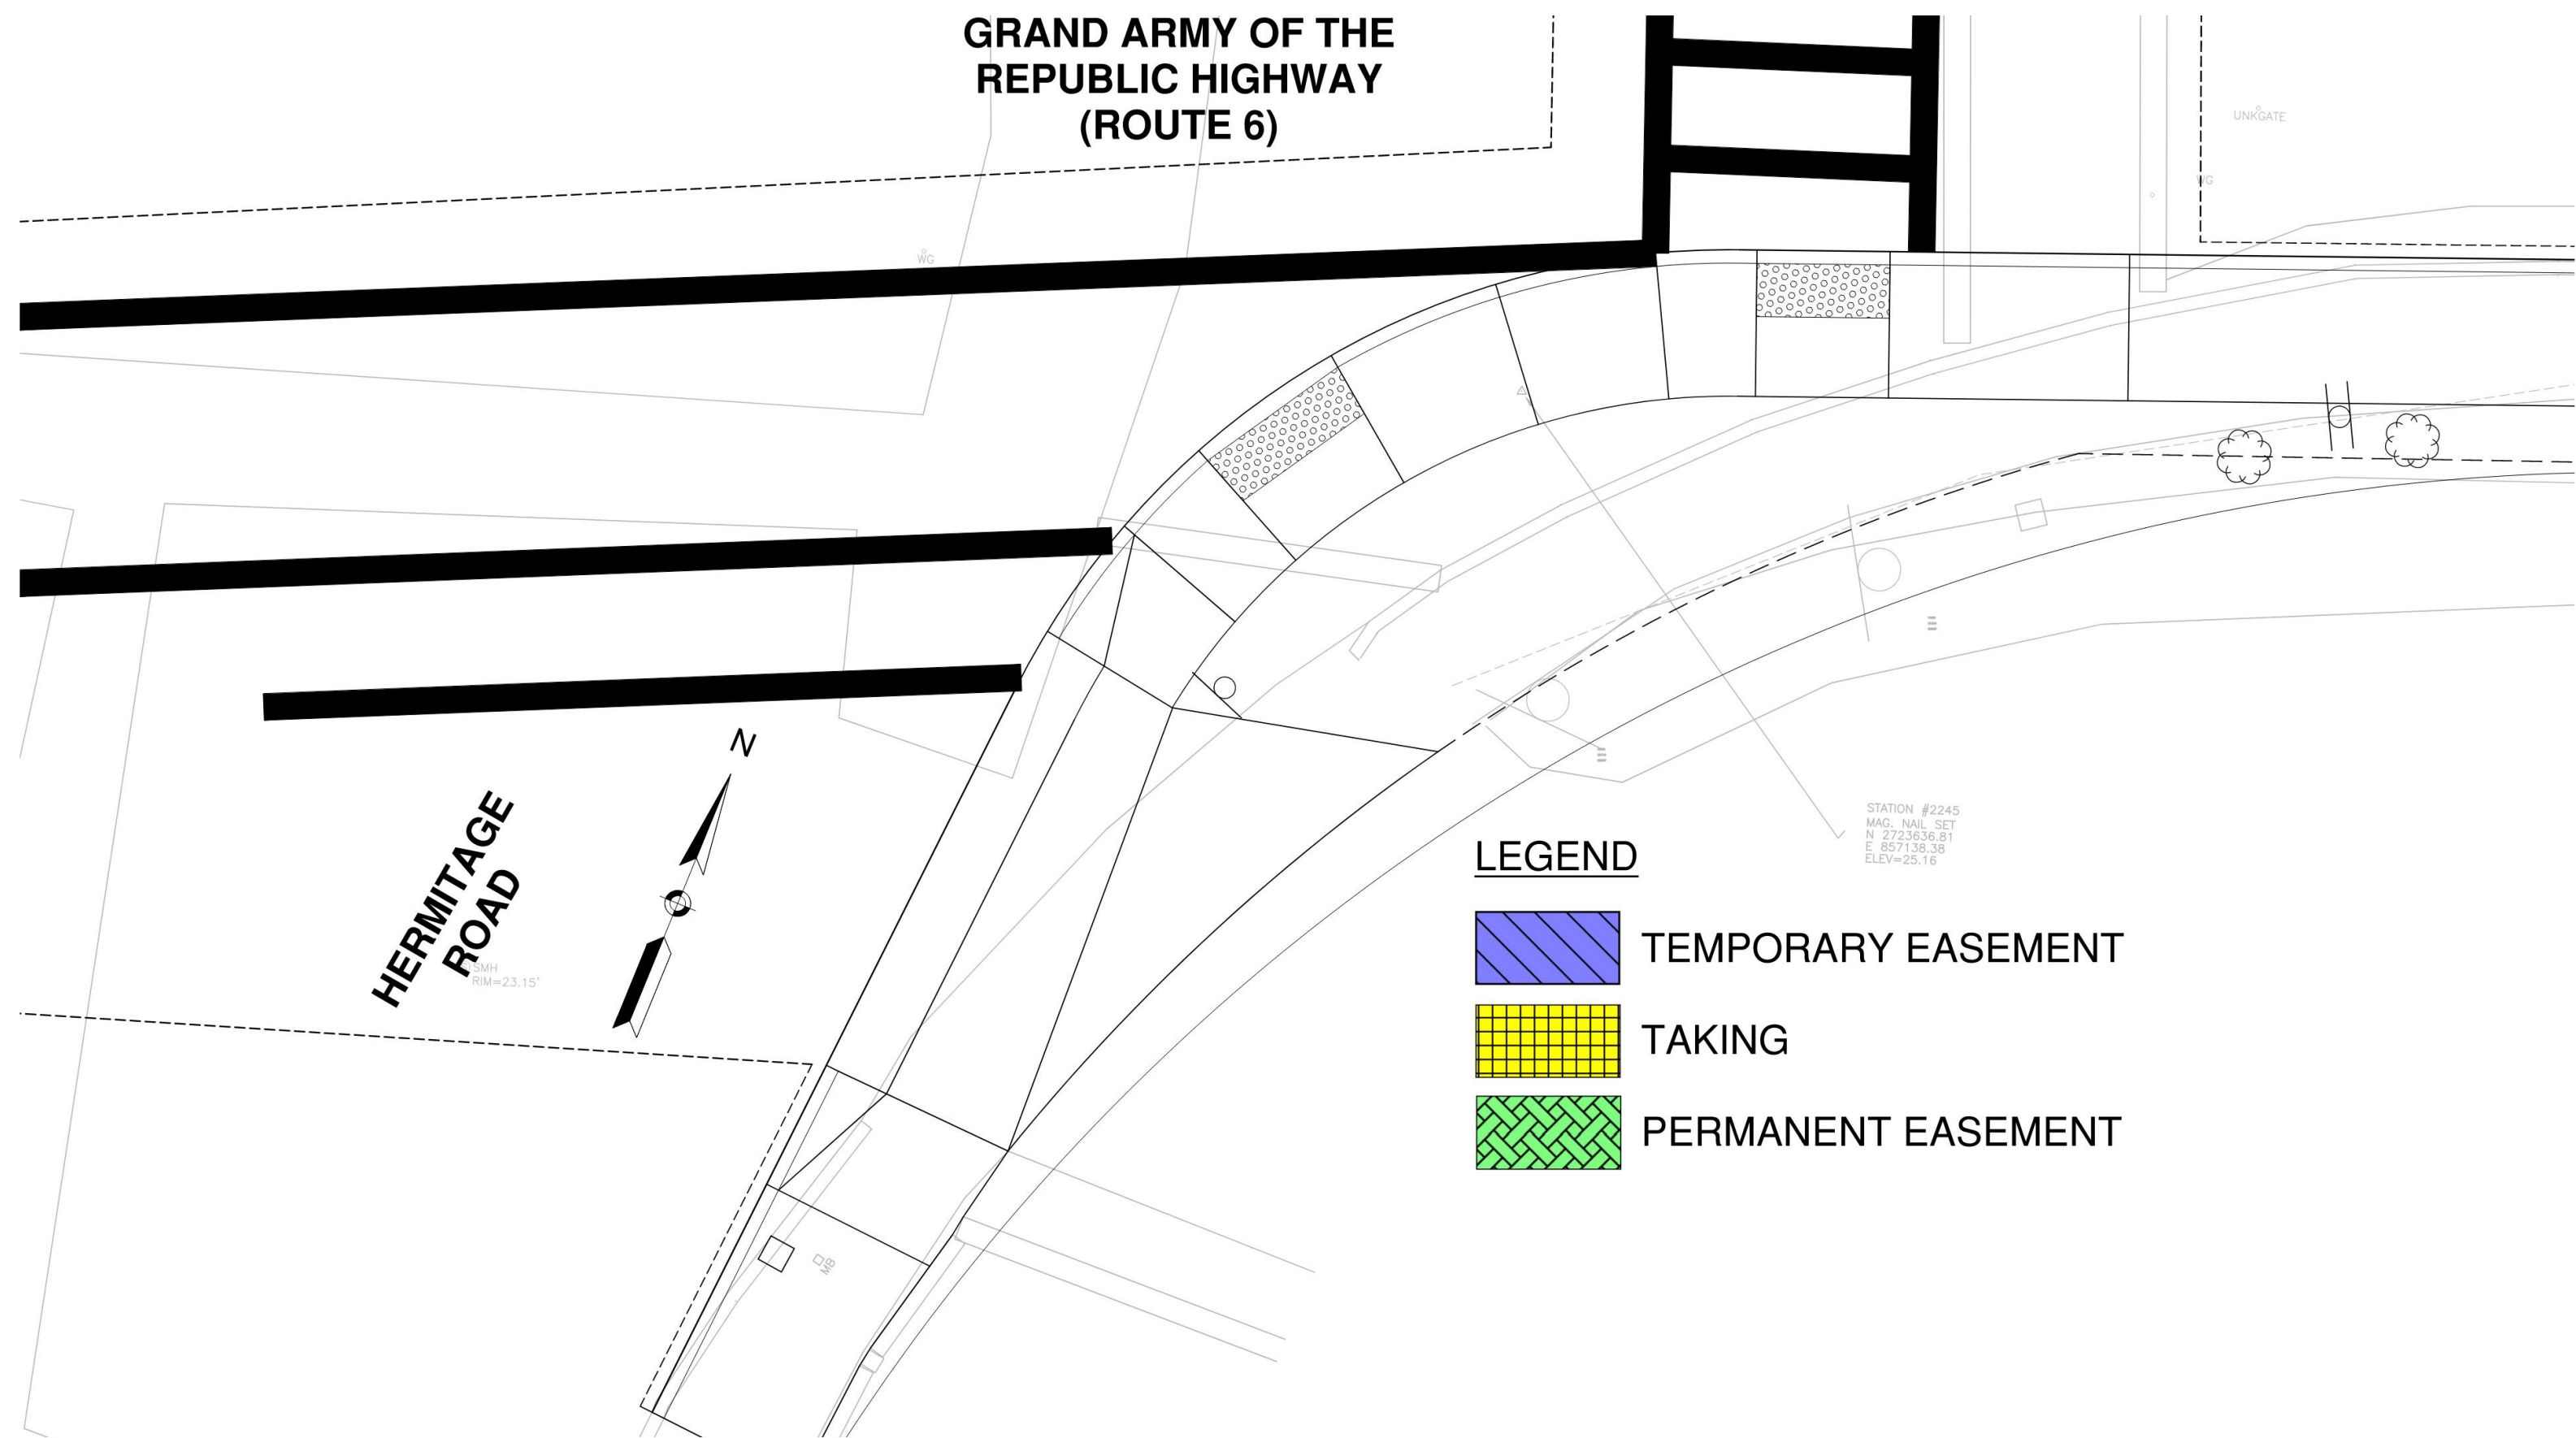 GRAND ARMY OF THE
REPUBLIC HIGHWAY
(ROUTE 6)
UNKGATE
WG
WG
N
HERMITAGE
ROAD
SMH
RIM=23.15'
MB
STATION #2245
MAG. NAIL SET
N 2723636.81
E 857138.38
ELEV=25.16
LEGEND
TEMPORARY EASEMENT
TAKING
PERMANENT EASEMENT